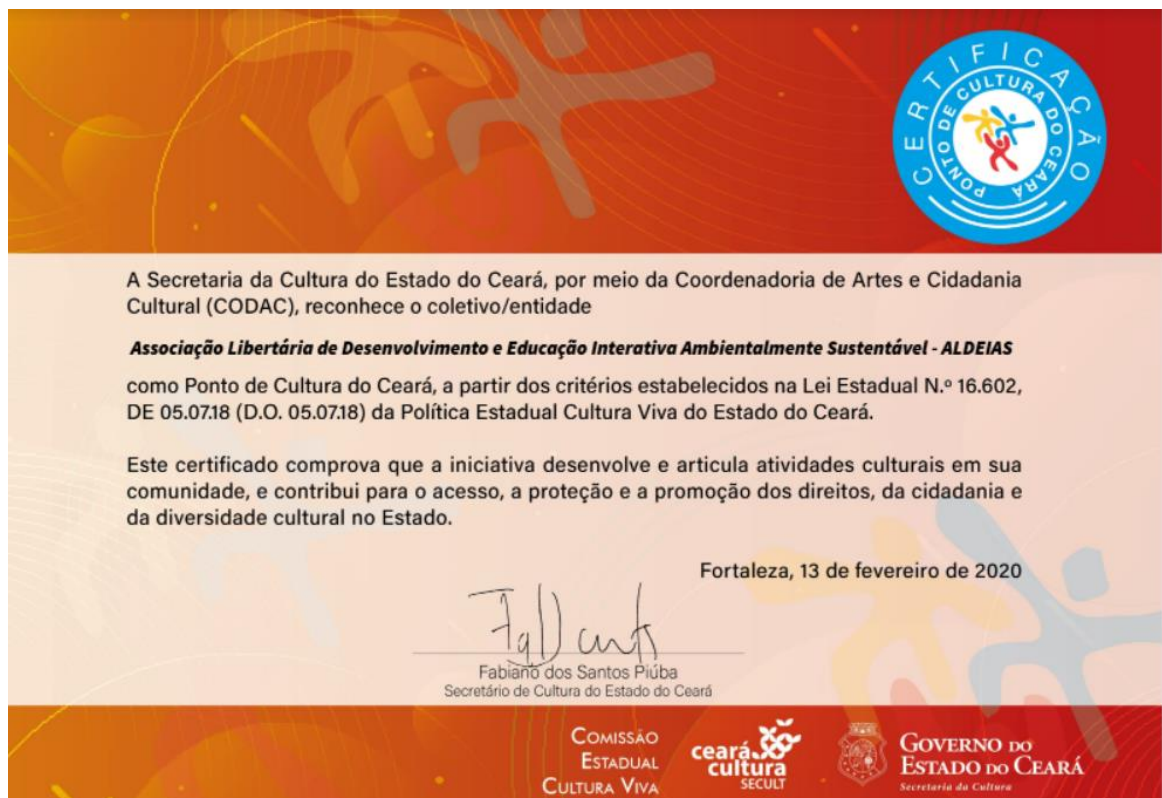 CERTIFICAÇÃO
PONTO DE CULTURA DO CEARÁ
A Secretaria da Cultura do Estado do Ceará, por meio da Coordenadoria de Artes e Cidadania
Cultural (CODAC), reconhece o coletivo/entidade
Associação Libertária de Desenvolvimento e Educação Interativa Ambientalmente Sustentável - ALDEIAS
como Ponto de Cultura do Ceará, a partir dos critérios estabelecidos na Lei Estadual N.º 16.602,
DE 05.07.18 (D.O. 05.07.18) da Política Estadual Cultura Viva do Estado do Ceará.
Este certificado comprova que a iniciativa desenvolve e articula atividades culturais em sua
comunidade, e contribui para o acesso, a proteção e a promoção dos direitos, da cidadania e
da diversidade cultural no Estado.
Fortaleza, 13 de fevereiro de 2020
Fabiano dos Santos Piúba
Secretário de Cultura do Estado do Ceará
COMISSÃO
ESTADUAL
CULTURA VIVA
ceará
cultura
SECULT
GOVERNO DO
ESTADO DO CEARÁ
Secretaria da Cultura